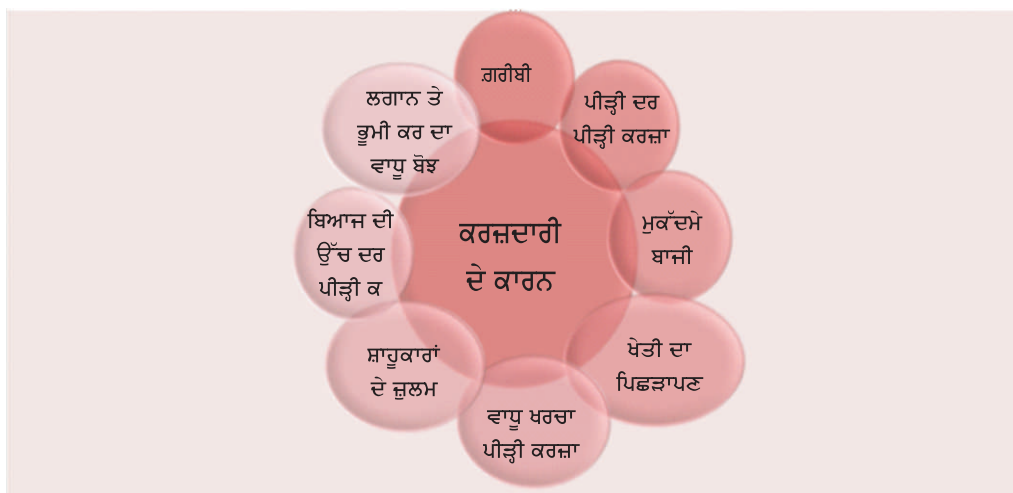 ਗ਼ਰੀਬੀ
ਪੀੜ੍ਹੀ ਦਰ
ਪੀੜ੍ਹੀ ਕਰਜ਼ਾ
ਮੁਕੱਦਮੇ
ਬਾਜੀ
ਖੇਤੀ ਦਾ
ਪਿਛੜਾਪਣ
ਵਾਧੂ ਖਰਚਾ
ਪੀੜ੍ਹੀ ਕਰਜ਼ਾ
ਸ਼ਾਹੂਕਾਰਾਂ
ਦੇ ਜ਼ੁਲਮ
ਬਿਆਜ ਦੀ
ਉੱਚ ਦਰ
ਪੀੜ੍ਹੀ ਕ
ਲਗਾਨ ਤੇ
ਭੂਮੀ ਕਰ ਦਾ
ਵਾਧੂ ਬੋਝ
ਕਰਜ਼ਦਾਰੀ
ਦੇ ਕਾਰਨ